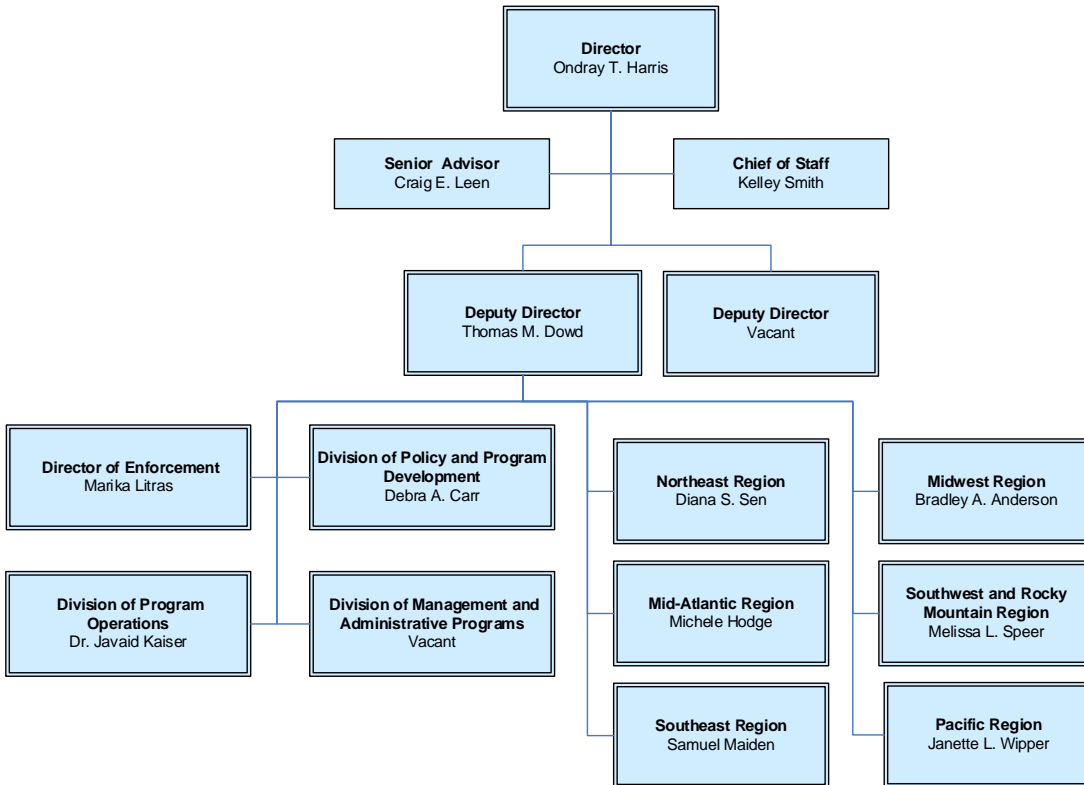 Director
Ondray T. Harris
Senior Advisor
Craig E. Leen
Chief of Staff
Kelley Smith
Deputy Director
Thomas M. Dowd
Deputy Director
Vacant
Director of Enforcement
Marika Litras
Division of Policy and Program
Development
Debra A. Carr
Northeast Region
Diana S. Sen
Midwest Region
Bradley A. Anderson
Division of Program
Operations
Dr. Javaid Kaiser
Division of Management and
Administrative Programs
Vacant
Mid-Atlantic Region
Michele Hodge
Southwest and Rocky
Mountain Region
Melissa L. Speer
Southeast Region
Samuel Maiden
Pacific Region
Janette L. Wipper